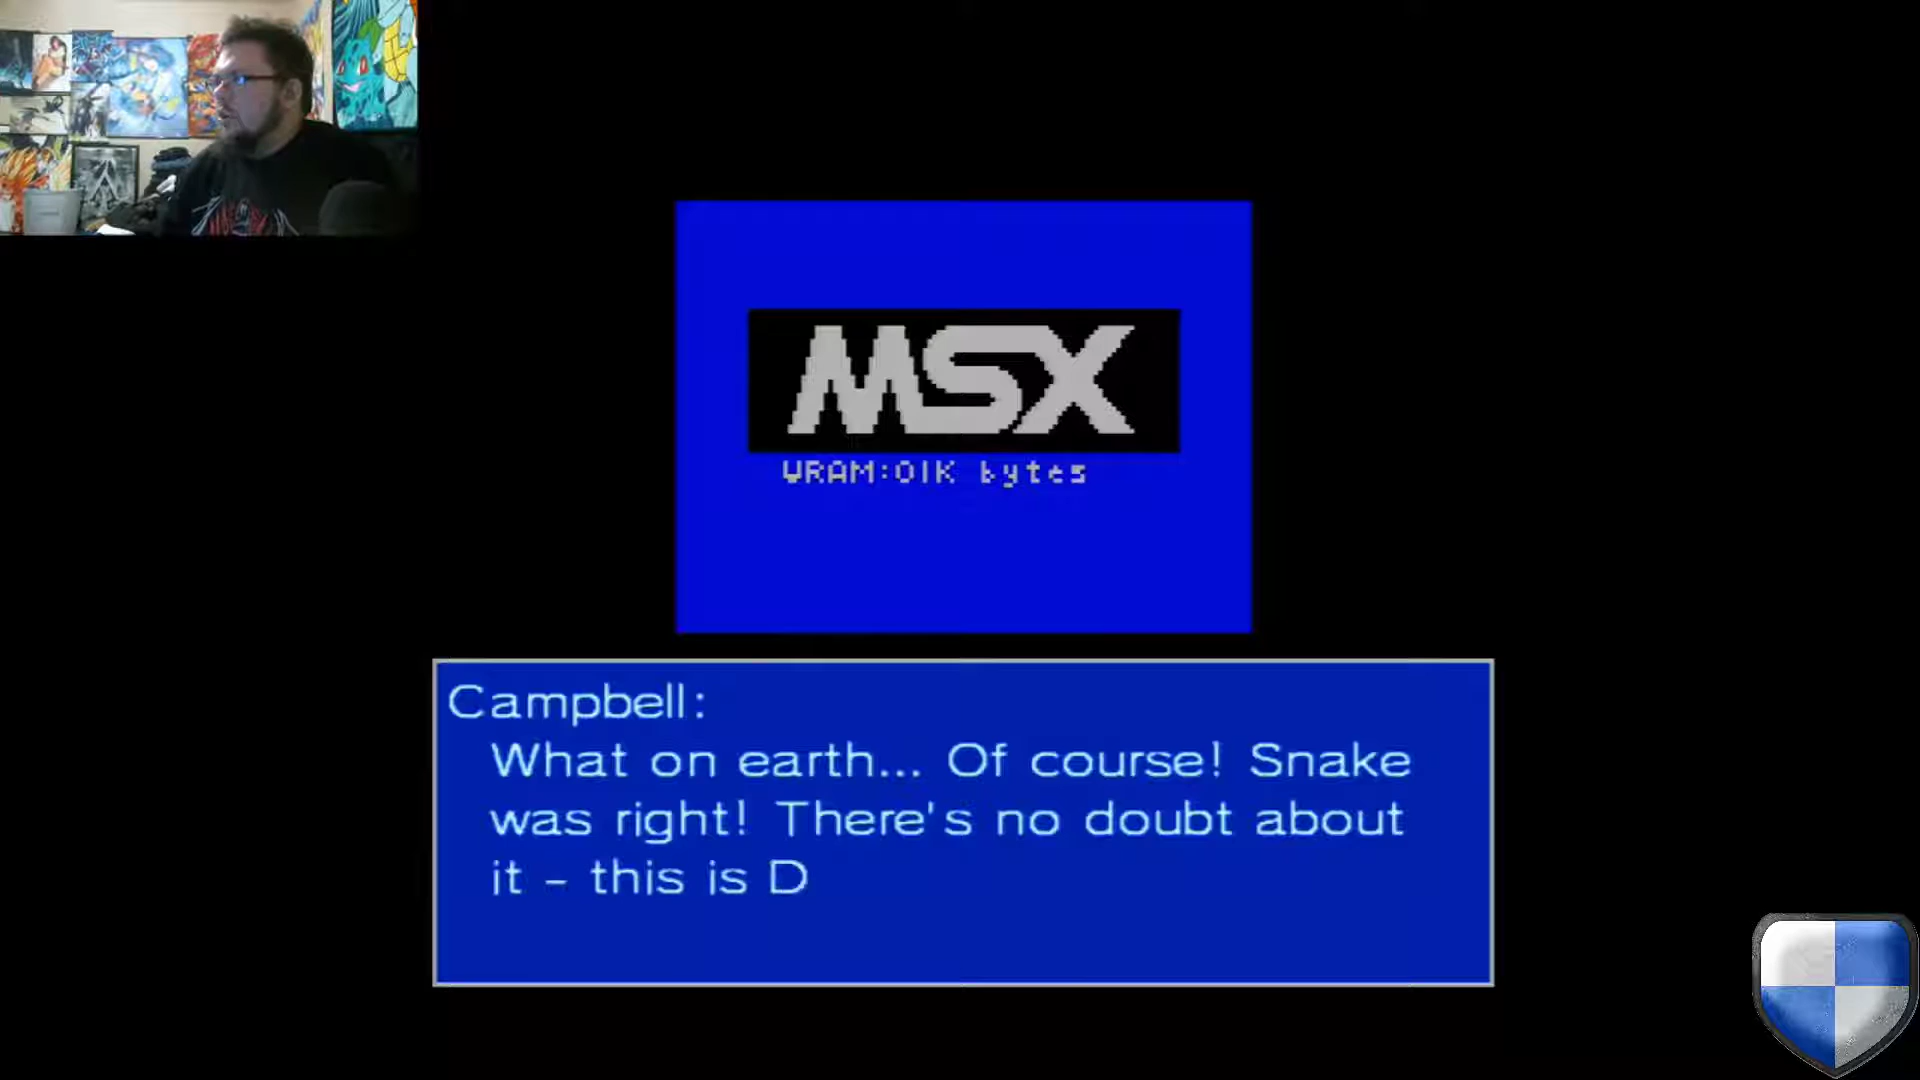 MSX
VRAM:01K bytes
Campbell:
What on earth... Of course! Snake
was right! There's no doubt about
it - this is D